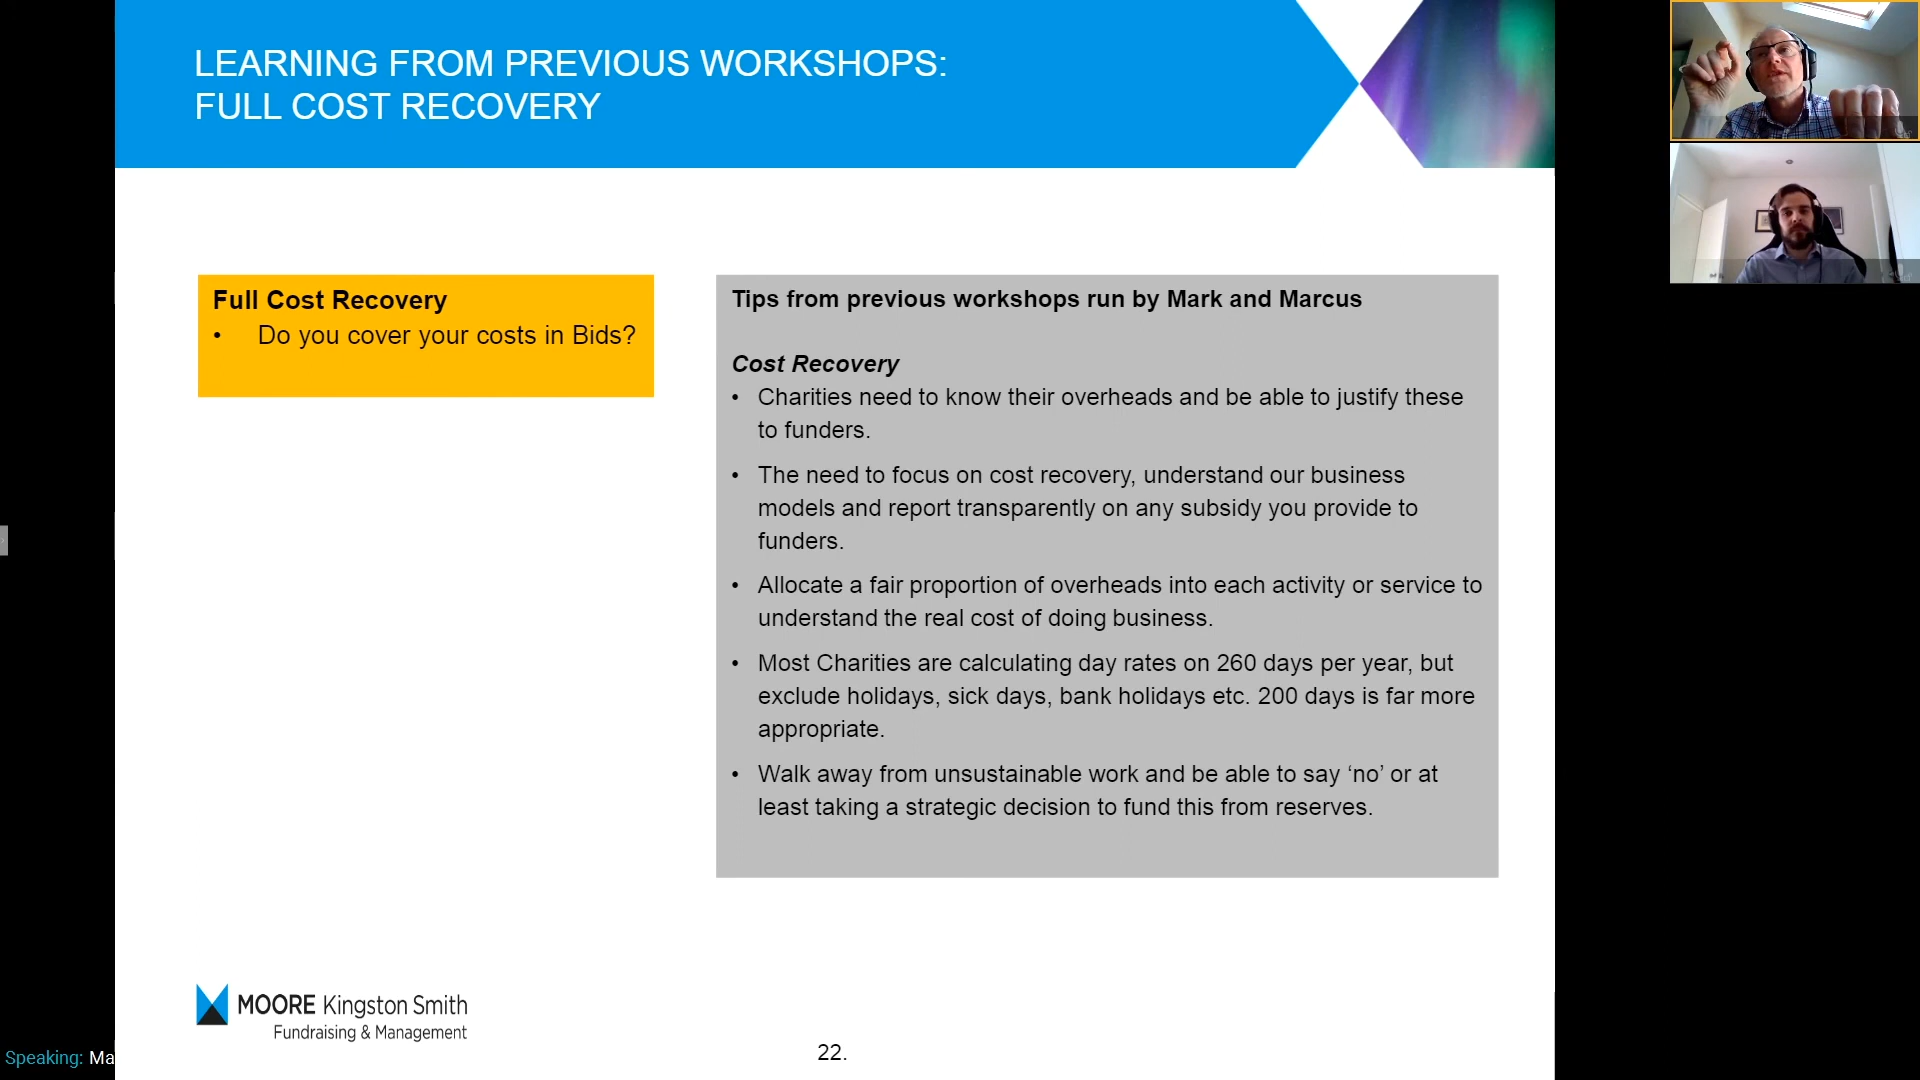 LEARNING FROM PREVIOUS WORKSHOPS:
FULL COST RECOVERY
Full Cost Recovery
• Do you cover your costs in Bids?
Tips from previous workshops run by Mark and Marcus
Cost Recovery
• Charities need to know their overheads and be able to justify these
to funders.
• The need to focus on cost recovery, understand our business
models and report transparently on any subsidy you provide to
funders.
• Allocate a fair proportion of overheads into each activity or service to
understand the real cost of doing business.
• Most Charities are calculating day rates on 260 days per year, but
exclude holidays, sick days, bank holidays etc. 200 days is far more
appropriate.
• Walk away from unsustainable work and be able to say ‘no’ or at
least taking a strategic decision to fund this from reserves.
MOORE Kingston Smith
Fundraising & Management
22.
Speaking: Ma